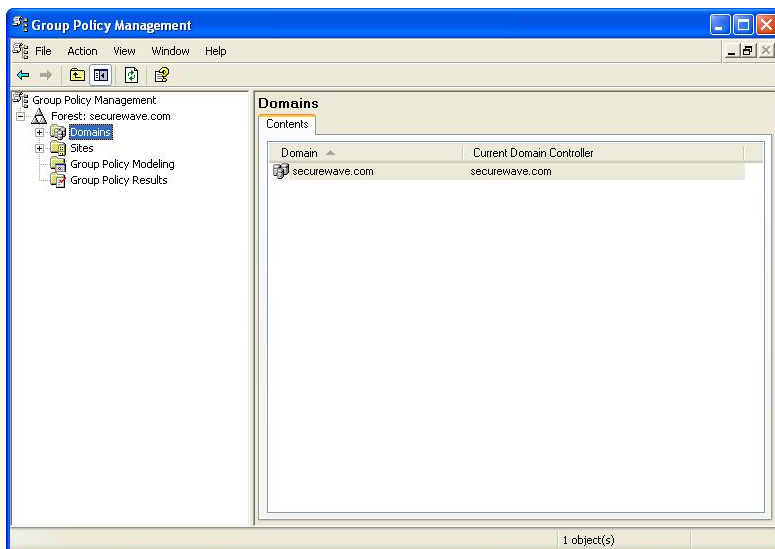 Group Policy Management
File Action View Window Help
Group Policy Management
Forest: securewave.com
Domains
Sites
Group Policy Modeling
Group Policy Results
Domains
Contents
Domain Current Domain Controller
securewave.com securewave.com
1 object(s)